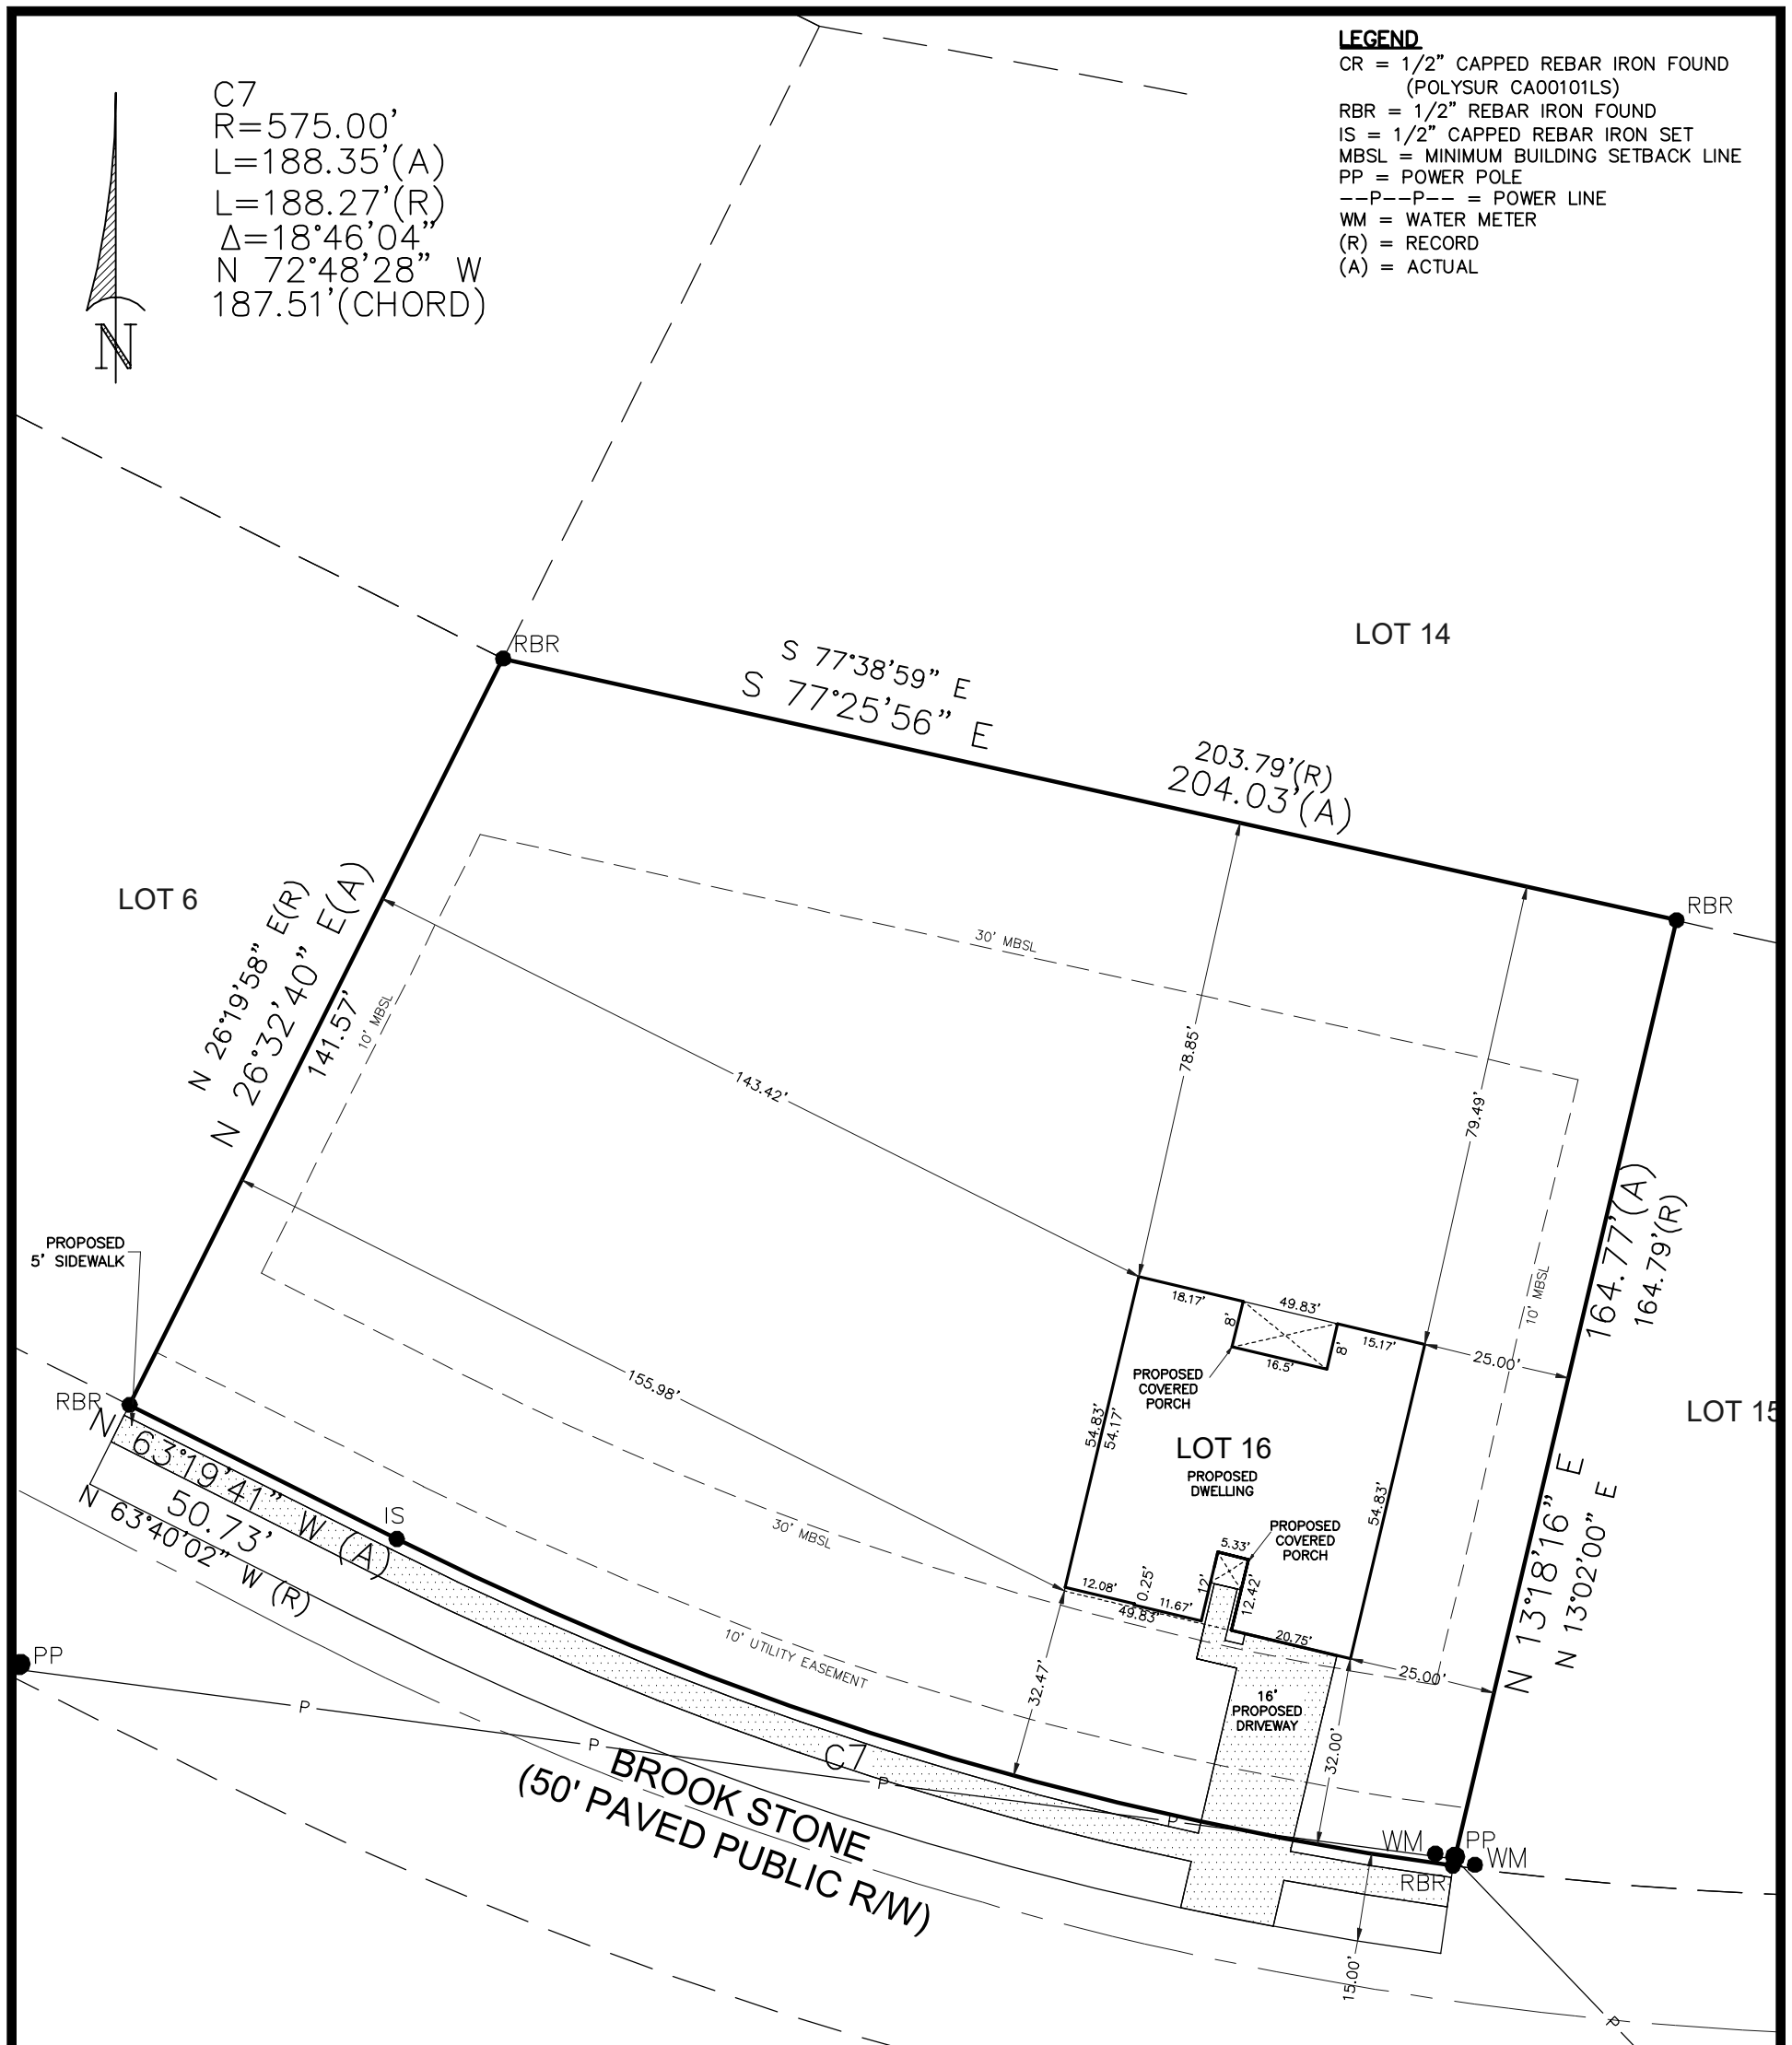 C7
R=575.00'
L=188.35'(A)
L=188.27'(R)
Δ=18°46'04"
N 72°48'28" W
187.51'(CHORD)
N
LEGEND
CR = 1/2" CAPPED REBAR IRON FOUND
(POLYSUR CA00101LS)
RBR = 1/2" REBAR IRON FOUND
IS = 1/2" CAPPED REBAR IRON SET
MBSL = MINIMUM BUILDING SETBACK LINE
PP = POWER POLE
--P--P-- = POWER LINE
WM = WATER METER
(R) = RECORD
(A) = ACTUAL
LOT 14
RBR
S 77°38'59" E
S 77°25'56" E
203.79'(R)
204.03'(A)
RBR
LOT 6
N 26°19'58" E(R)
N 26°32'40" E(A)
141.57'
10' MBSL
30' MBSL
78.85'
79.49'
143.42'
10' MBSL
164.77'(A)
164.79'(R)
PROPOSED
5' SIDEWALK
155.98'
18.17'
49.83'
8'
8'
15.17'
16.5'
25.00'
PROPOSED
COVERED
PORCH
54.83'
54.17'
LOT 16
PROPOSED
DWELLING
54.83'
LOT 15
RBR
N 63°19'41" W (A)
50.73'
N 63°40'02" W (R)
IS
30' MBSL
PROPOSED
COVERED
PORCH
5.33'
12'
12.42'
12.08'
0.25'
11.67'
49.83'
20.75'
25.00'
N 13°18'16" E
N 13°02'00" E
10' UTILITY EASEMENT
32.47'
16'
PROPOSED
DRIVEWAY
32.00'
PP
P
P
P
P
C7
BROOK STONE
(50' PAVED PUBLIC R/W)
WM
PP
WM
RBR
15.00'
P